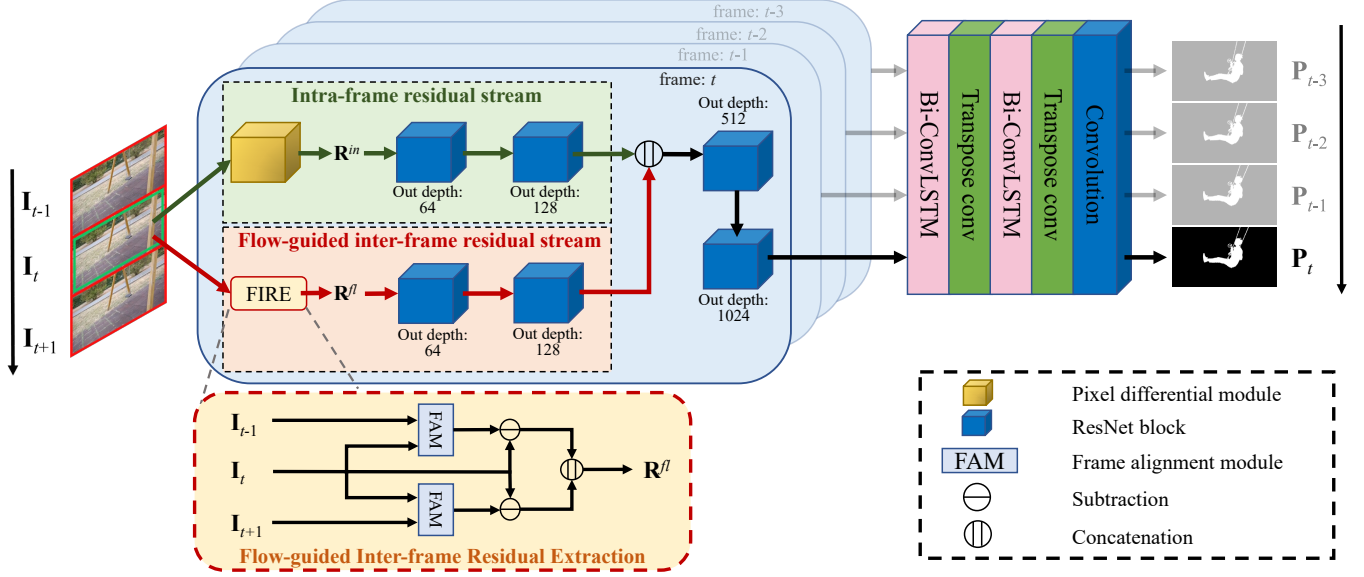 frame: t-3
frame: t-2
frame: t-1
frame: t
Intra-frame residual stream
R^in
Out depth:
64
Out depth:
128
Out depth:
512
Flow-guided inter-frame residual stream
FIRE
R^fl
Out depth:
64
Out depth:
128
Out depth:
1024
I_t-1
I_t
I_t+1
Bi-ConvLSTM
Transpose conv
Bi-ConvLSTM
Transpose conv
Convolution
P_t-3
P_t-2
P_t-1
P_t
I_t-1
I_t
I_t+1
FAM
FAM
R^fl
Flow-guided Inter-frame Residual Extraction
Pixel differential module
ResNet block
FAM Frame alignment module
Subtraction
Concatenation